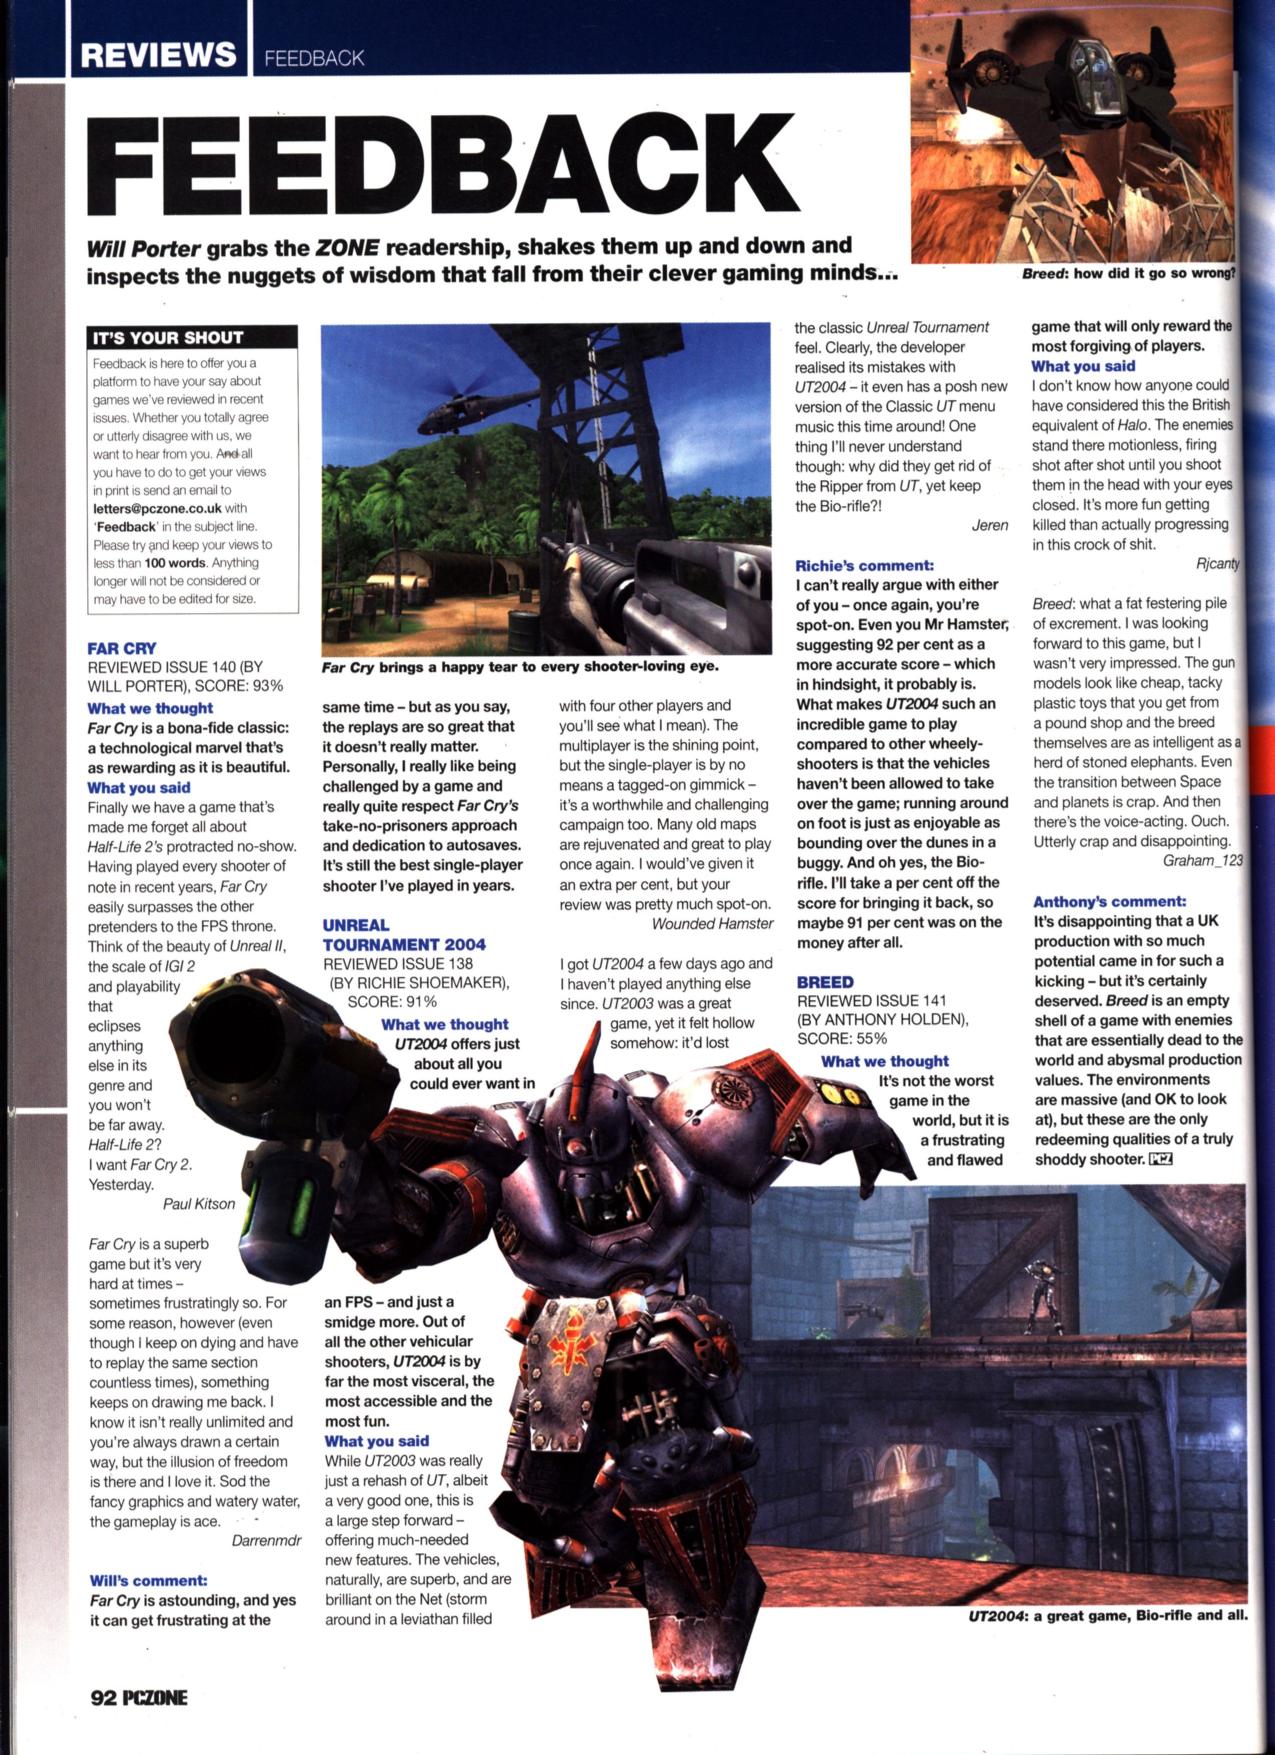 REVIEWS
FEEDBACK
FEEDBACK
Will Porter grabs the ZONE readership, shakes them up and down and
inspects the nuggets of wisdom that fall from their clever gaming minds...
Breed: how did it go so wrong?
IT'S YOUR SHOUT
Feedback is here to offer you a
platform to have your say about
games we've reviewed in recent
issues. Whether you totally agree
or utterly disagree with us, we
want to hear from you. And all
you have to do to get your views
in print is send an email to
letters@pczone.co.uk with
'Feedback' in the subject line.
Please try and keep your views to
less than 100 words. Anything
longer will not be considered or
may have to be edited for size.
Far Cry brings a happy tear to every shooter-loving eye.
FAR CRY
REVIEWED ISSUE 140 (BY
WILL PORTER), SCORE: 93%
What we thought
Far Cry is a bona-fide classic:
a technological marvel that's
as rewarding as it is beautiful.
What you said
Finally we have a game that's
made me forget all about
Half-Life 2's protracted no-show.
Having played every shooter of
note in recent years, Far Cry
easily surpasses the other
pretenders to the FPS throne.
Think of the beauty of Unreal II,
the scale of IGI 2
and playability
that
eclipses
anything
else in its
genre and
you won't
be far away.
Half-Life 2?
I want Far Cry 2.
Yesterday.
Paul Kitson
Far Cry is a superb
game but it's very
hard at times –
sometimes frustratingly so. For
some reason, however (even
though I keep on dying and have
to replay the same section
countless times), something
keeps on drawing me back. I
know it isn't really unlimited and
you're always drawn a certain
way, but the illusion of freedom
is there and I love it. Sod the
fancy graphics and watery water,
the gameplay is ace.
Darrenmdr
Will's comment:
Far Cry is astounding, and yes
it can get frustrating at the
same time – but as you say,
the replays are so great that
it doesn't really matter.
Personally, I really like being
challenged by a game and
really quite respect Far Cry's
take-no-prisoners approach
and dedication to autosaves.
It's still the best single-player
shooter I've played in years.
UNREAL
TOURNAMENT 2004
REVIEWED ISSUE 138
(BY RICHIE SHOEMAKER),
SCORE: 91%
What we thought
UT2004 offers just
about all you
could ever want in
an FPS – and just a
smidge more. Out of
all the other vehicular
shooters, UT2004 is by
far the most visceral, the
most accessible and the
most fun.
What you said
While UT2003 was really
just a rehash of UT, albeit
a very good one, this is
a large step forward –
offering much-needed
new features. The vehicles,
naturally, are superb, and are
brilliant on the Net (storm
around in a leviathan filled
with four other players and
you'll see what I mean). The
multiplayer is the shining point,
but the single-player is by no
means a tagged-on gimmick –
it's a worthwhile and challenging
campaign too. Many old maps
are rejuvenated and great to play
once again. I would've given it
an extra per cent, but your
review was pretty much spot-on.
Wounded Hamster
I got UT2004 a few days ago and
I haven't played anything else
since. UT2003 was a great
game, yet it felt hollow
somehow: it'd lost
the classic Unreal Tournament
feel. Clearly, the developer
realised its mistakes with
UT2004 – it even has a posh new
version of the Classic UT menu
music this time around! One
thing I'll never understand
though: why did they get rid of
the Ripper from UT, yet keep
the Bio-rifle?!
Jeren
Richie's comment:
I can't really argue with either
of you – once again, you're
spot-on. Even you Mr Hamster,
suggesting 92 per cent as a
more accurate score – which
in hindsight, it probably is.
What makes UT2004 such an
incredible game to play
compared to other wheely-
shooters is that the vehicles
haven't been allowed to take
over the game; running around
on foot is just as enjoyable as
bounding over the dunes in a
buggy. And oh yes, the Bio-
rifle. I'll take a per cent off the
score for bringing it back, so
maybe 91 per cent was on the
money after all.
BREED
REVIEWED ISSUE 141
(BY ANTHONY HOLDEN),
SCORE: 55%
What we thought
It's not the worst
game in the
world, but it is
a frustrating
and flawed
game that will only reward the
most forgiving of players.
What you said
I don't know how anyone could
have considered this the British
equivalent of Halo. The enemies
stand there motionless, firing
shot after shot until you shoot
them in the head with your eyes
closed. It's more fun getting
killed than actually progressing
in this crock of shit.
Rjcanty
Breed: what a fat festering pile
of excrement. I was looking
forward to this game, but I
wasn't very impressed. The gun
models look like cheap, tacky
plastic toys that you get from
a pound shop and the breed
themselves are as intelligent as a
herd of stoned elephants. Even
the transition between Space
and planets is crap. And then
there's the voice-acting. Ouch.
Utterly crap and disappointing.
Graham_123
Anthony's comment:
It's disappointing that a UK
production with so much
potential came in for such a
kicking – but it's certainly
deserved. Breed is an empty
shell of a game with enemies
that are essentially dead to the
world and abysmal production
values. The environments
are massive (and OK to look
at), but these are the only
redeeming qualities of a truly
shoddy shooter. PCZ
UT2004: a great game, Bio-rifle and all.
92 PCZONE